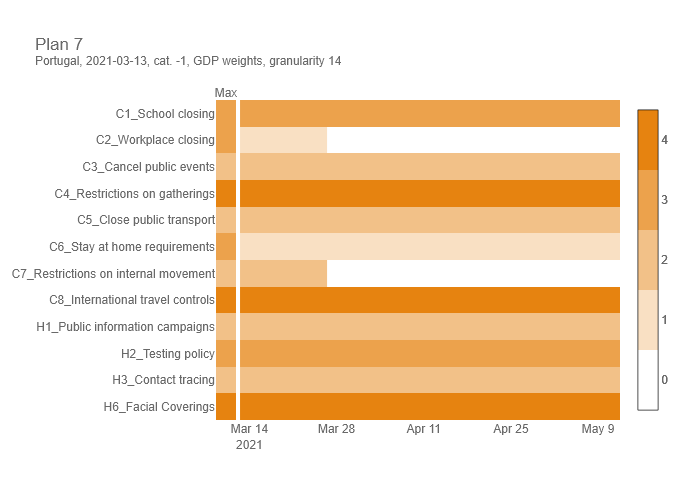 Plan 7
Portugal, 2021-03-13, cat. -1, GDP weights, granularity 14
Max
C1_School closing
C2_Workplace closing
C3_Cancel public events
C4_Restrictions on gatherings
C5_Close public transport
C6_Stay at home requirements
C7_Restrictions on internal movement
C8_International travel controls
H1_Public information campaigns
H2_Testing policy
H3_Contact tracing
H6_Facial Coverings
Mar 14 Mar 28 Apr 11 Apr 25 May 9
2021
4
3
2
1
0